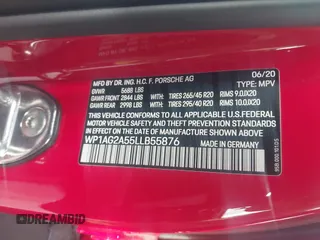 MFD BY DR. ING. H.C. F. PORSCHE AG 06/20
GVWR 5688 LBS TYPE: MPV
GAWR FRONT 2844 LBS WITH TIRES 265/45 R20 RIMS 9.0JX20
GAWR REAR 2998 LBS WITH TIRES 295/40 R20 RIMS 10.0JX20
THIS VEHICLE CONFORMS TO ALL APPLICABLE U.S.FEDERAL
MOTOR VEHICLE SAFETY, BUMPER AND THEFT PREVENTION
STANDARDS IN EFFECT ON THE DATE OF MANUFACTURE SHOWN ABOVE.
WP1AG2A55LLB55876 MADE IN GERMANY
DREAMBID